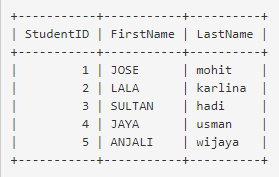 +-----------+-----------+----------+
| StudentID | FirstName | LastName |
+-----------+-----------+----------+
|         1 | JOSE      | mohit    |
|         2 | LALA      | karlina  |
|         3 | SULTAN    | hadi     |
|         4 | JAYA      | usman    |
|         5 | ANJALI    | wijaya   |
+-----------+-----------+----------+